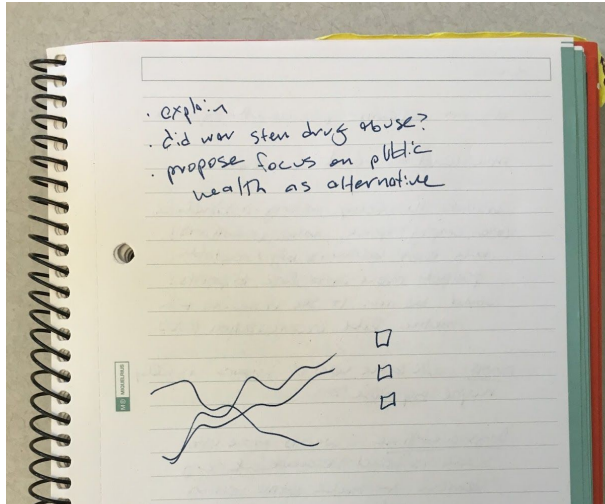 · explain
· did war stem drug abuse?
· propose focus on public
health as alternative